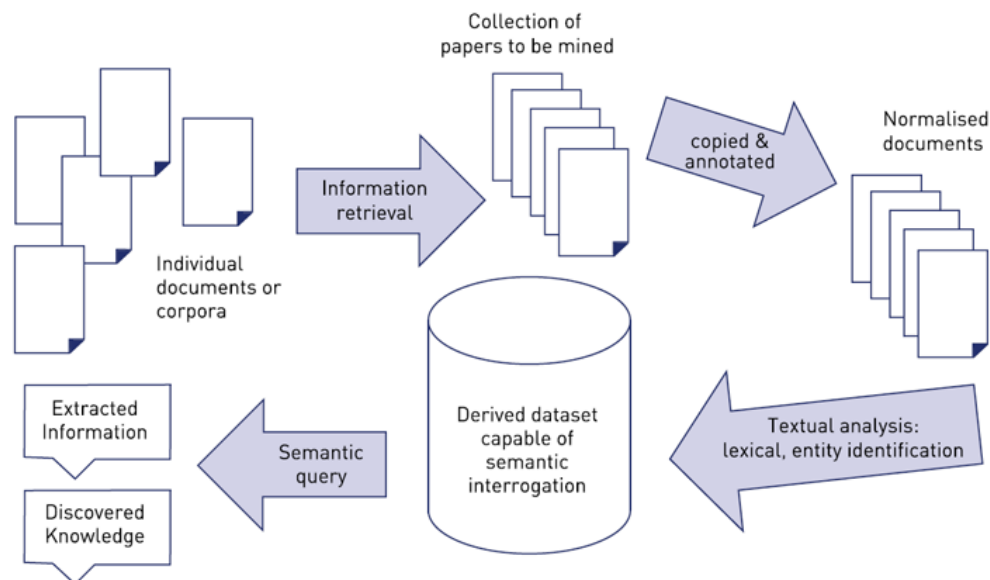 Collection of
papers to be mined
Individual
documents or
corpora
Information
retrieval
copied &
annotated
Normalised
documents
Textual analysis:
lexical, entity identification
Derived dataset
capable of
semantic
interrogation
Semantic
query
Extracted
Information
Discovered
Knowledge